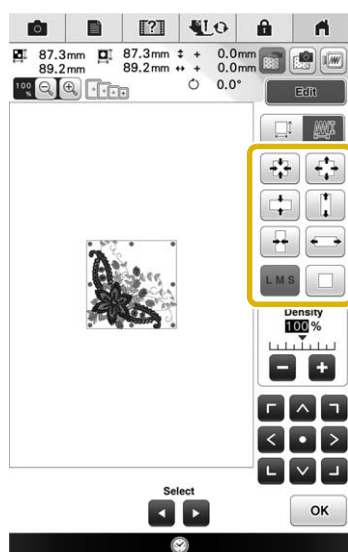 ?
87.3mm 87.3mm + 0.0mm
89.2mm 89.2mm + 0.0mm
100 % 0.0°
Edit
L M S
Density
100 %
Select
OK